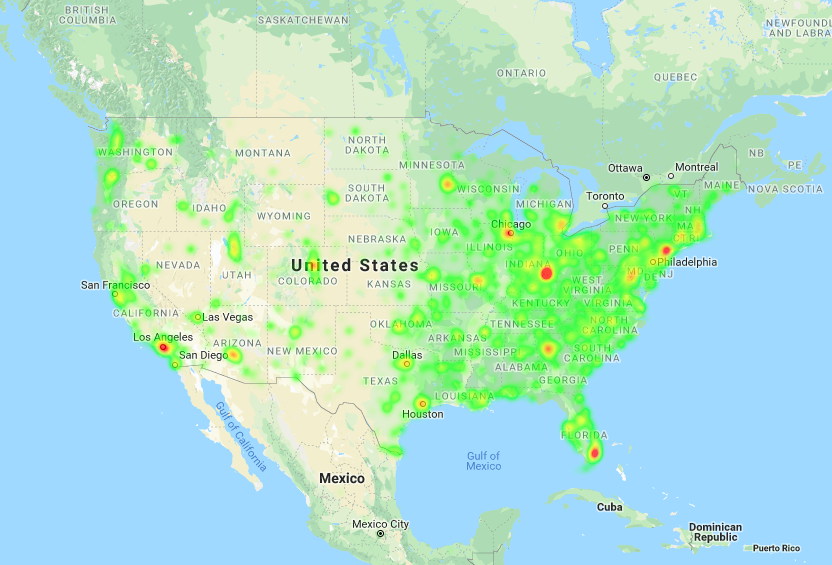 BRITISH
COLUMBIA
SASKATCHEWAN
NEWFOUNDL
AND LABRA
ONTARIO
QUEBEC
WASHINGTON
MONTANA
NORTH
DAKOTA
MINNESOTA
Ottawa
Montreal
NB
PE
NOVA SCOTIA
MAINE
VT
NH
OREGON
IDAHO
WYOMING
SOUTH
DAKOTA
WISCONSIN
MICHIGAN
Toronto
NEW YORK
MA
CT RI
Chicago
IOWA
NEBRASKA
ILLINOIS
INDIANA
OHIO
PENN
Philadelphia
MD
DE
NJ
NEVADA
UTAH
United States
COLORADO
KANSAS
MISSOURI
WEST
VIRGINIA
KENTUCKY
VIRGINIA
San Francisco
CALIFORNIA
Las Vegas
Los Angeles
San Diego
ARIZONA
NEW MEXICO
OKLAHOMA
ARKANSAS
TENNESSEE
NORTH
CAROLINA
SOUTH
CAROLINA
MISSISSIPPI
ALABAMA
GEORGIA
Dallas
TEXAS
LOUISIANA
Houston
FLORIDA
Gulf of California
Gulf of
Mexico
Mexico
Mexico City
Cuba
Dominican
Republic
Puerto Rico